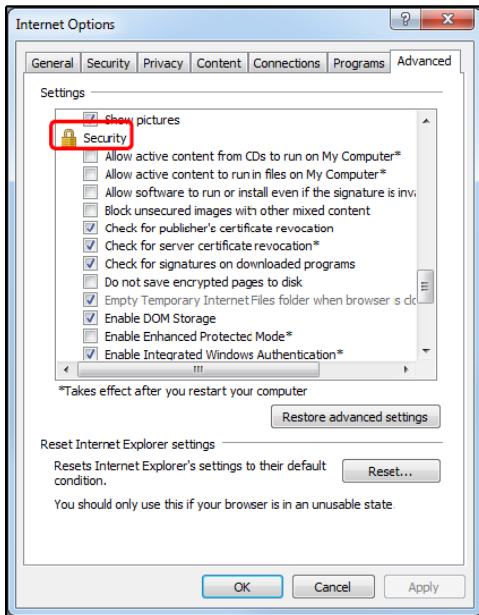 Internet Options
?
General Security Privacy Content Connections Programs Advanced
Settings
Show pictures
Security
Allow active content from CDs to run on My Computer*
Allow active content to run in files on My Computer*
Allow software to run or install even if the signature is inva
Block unsecured images with other mixed content
Check for publisher's certificate revocation
Check for server certificate revocation*
Check for signatures on downloaded programs
Do not save encrypted pages to disk
Empty Temporary Internet Files folder when browser is clo
Enable DOM Storage
Enable Enhanced Protected Mode*
Enable Integrated Windows Authentication*
*Takes effect after you restart your computer
Restore advanced settings
Reset Internet Explorer settings
Resets Internet Explorer's settings to their default
condition.
Reset...
You should only use this if your browser is in an unusable state.
OK Cancel Apply